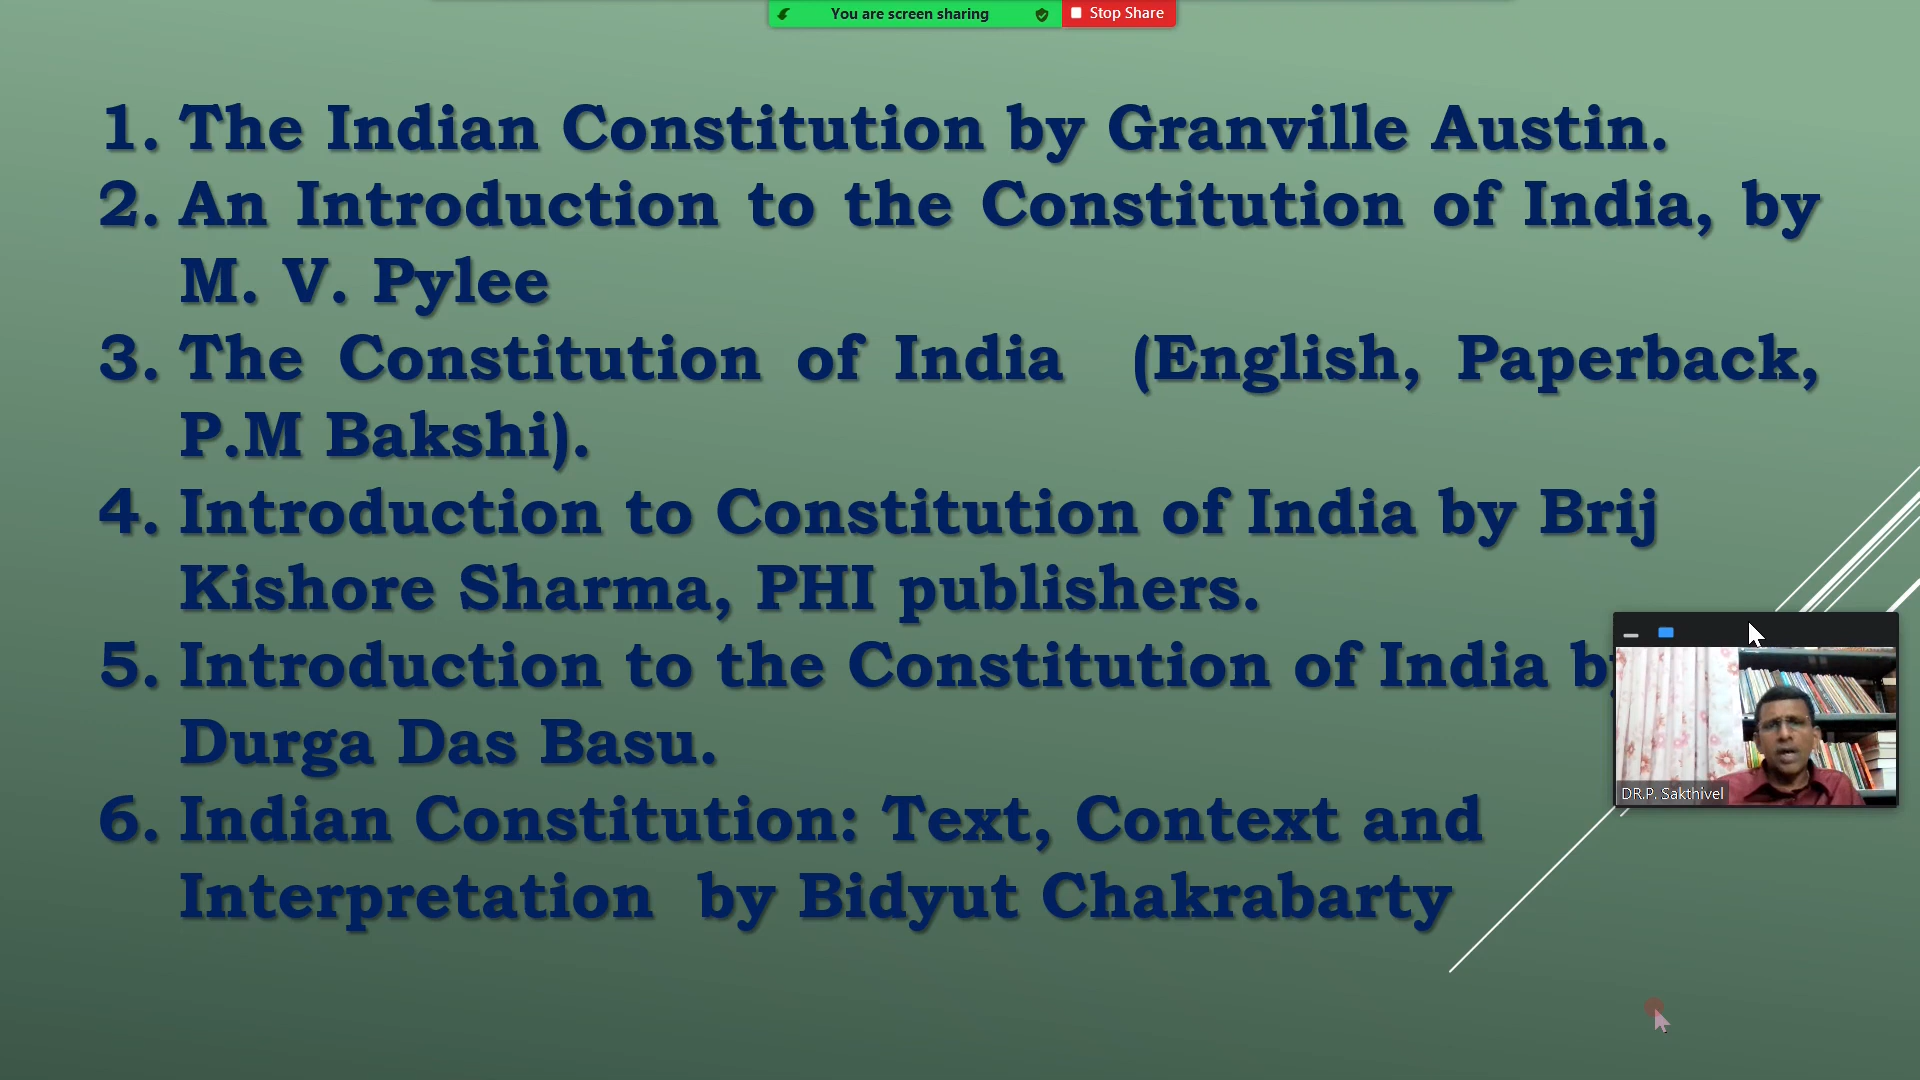 You are screen sharing
Stop Share
1. The Indian Constitution by Granville Austin.
2. An Introduction to the Constitution of India, by
M. V. Pylee
3. The Constitution of India (English, Paperback,
P.M Bakshi).
4. Introduction to Constitution of India by Brij
Kishore Sharma, PHI publishers.
5. Introduction to the Constitution of India
Durga Das Basu.
6. Indian Constitution: Text, Context and
Interpretation by Bidyut Chakrabarty
DR.P. Sakthivel